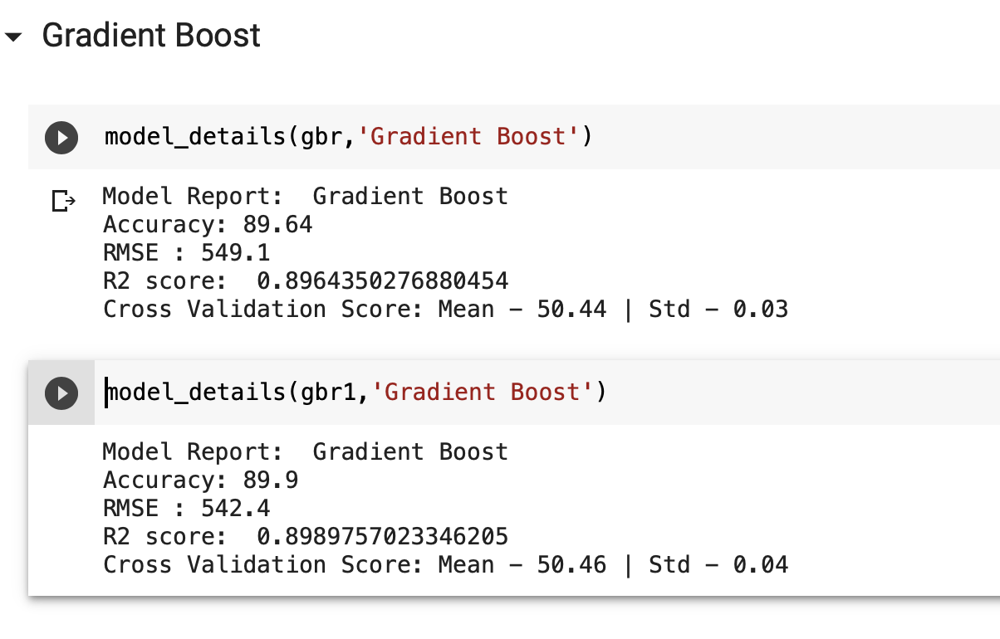 Gradient Boost
model_details(gbr,'Gradient Boost')
Model Report:  Gradient Boost
Accuracy: 89.64
RMSE : 549.1
R2 score:  0.8964350276880454
Cross Validation Score: Mean – 50.44 | Std – 0.03
model_details(gbr1,'Gradient Boost')
Model Report:  Gradient Boost
Accuracy: 89.9
RMSE : 542.4
R2 score:  0.8989757023346205
Cross Validation Score: Mean – 50.46 | Std – 0.04